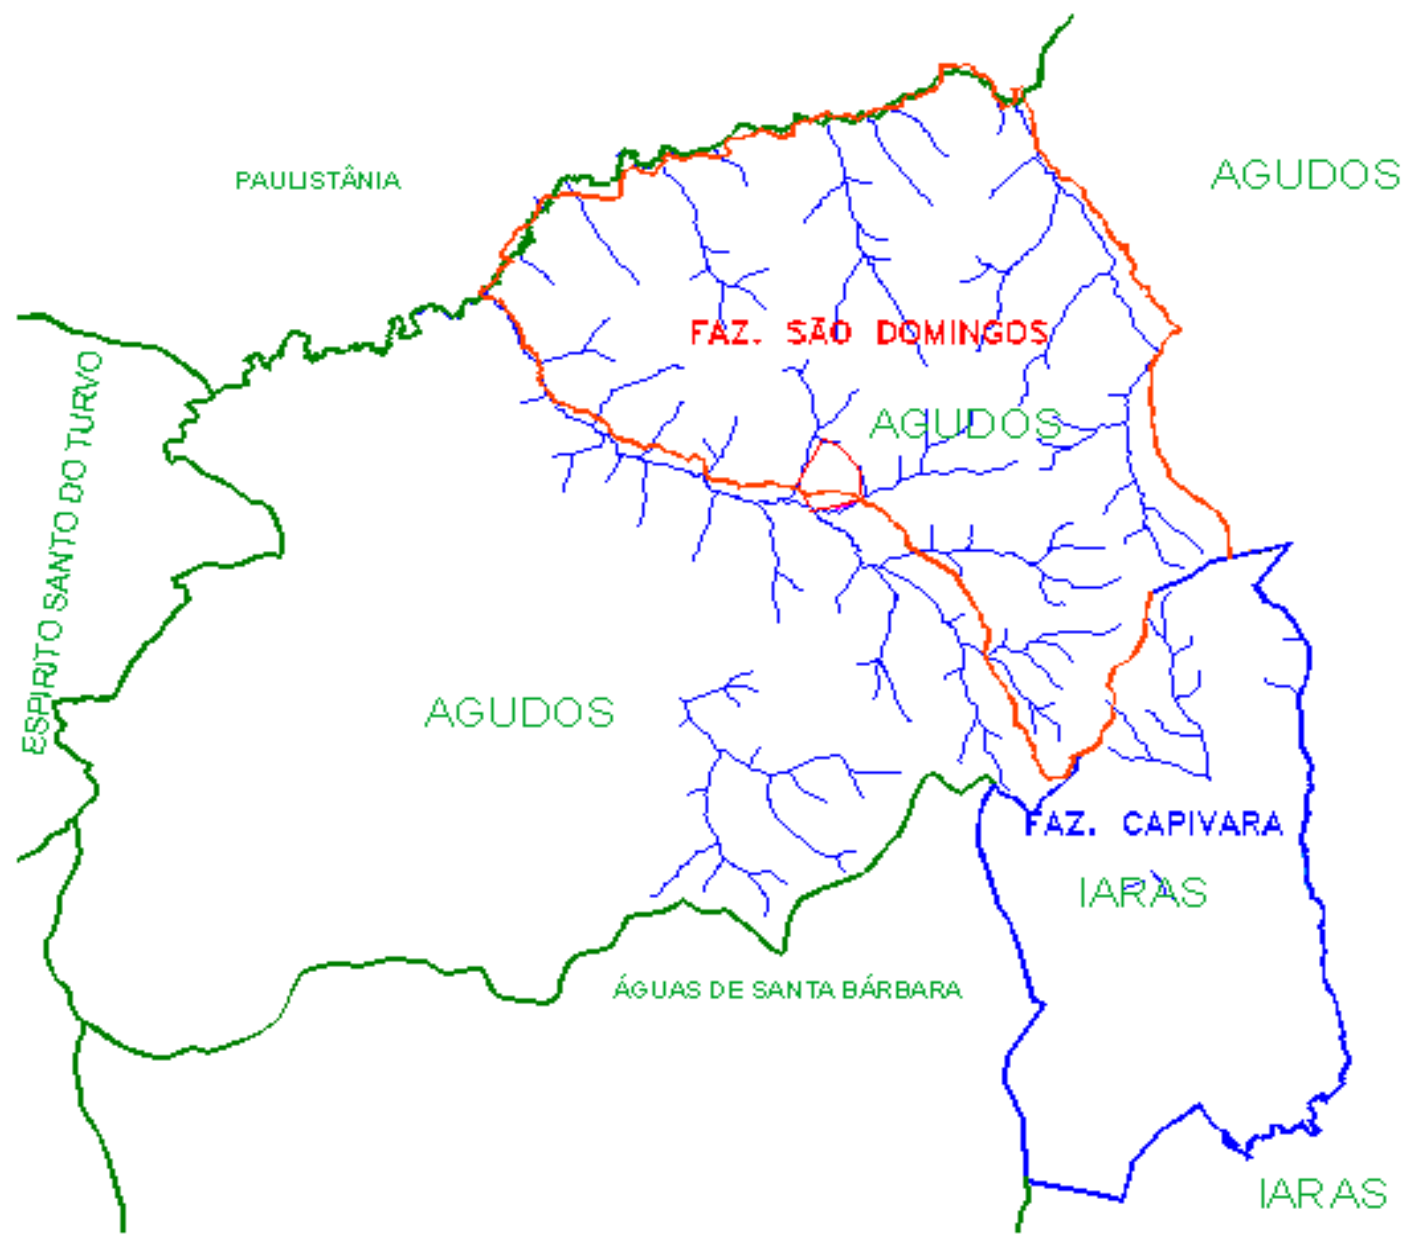 PAULISTÂNIA
AGUDOS
FAZ. SÃO DOMINGOS
AGUDOS
ESPIRITO SANTO DO TURVO
AGUDOS
FAZ. CAPIVARA
IARAS
ÁGUAS DE SANTA BÁRBARA
IARAS